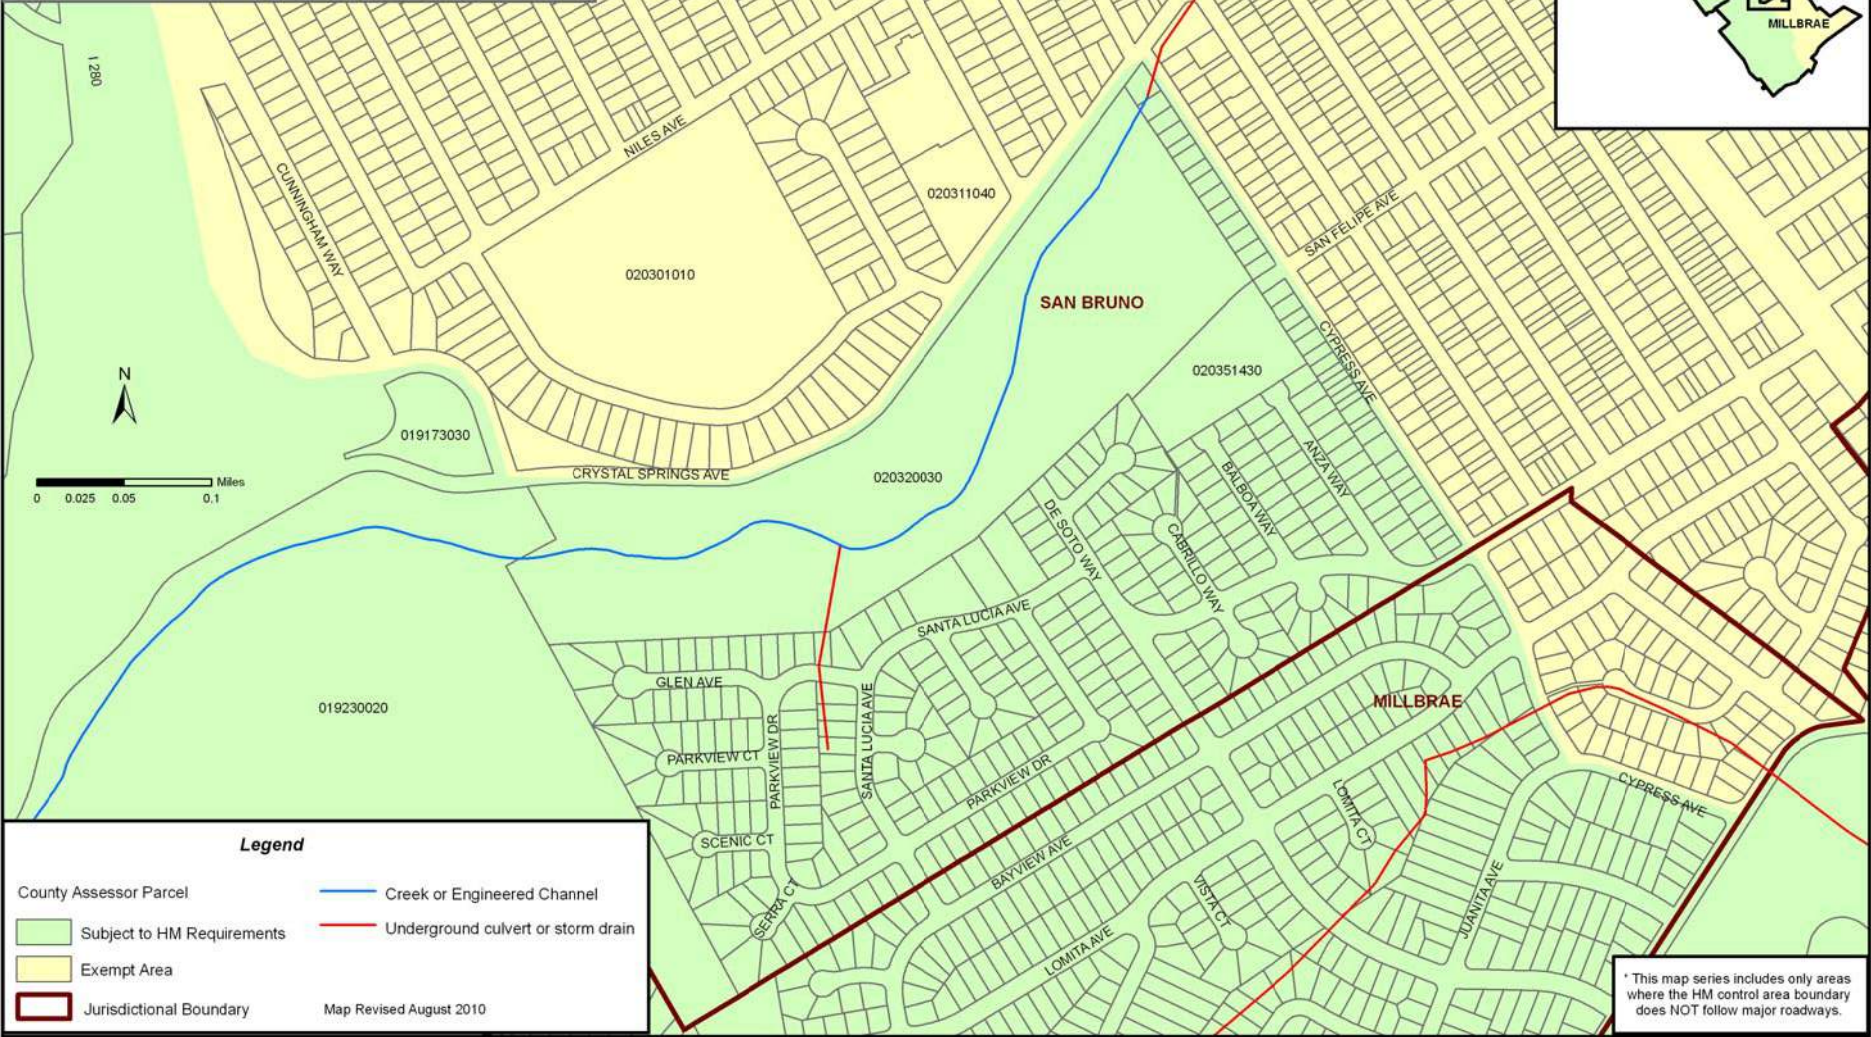 MILLBRAE
I 280
NILES AVE
CUNNINGHAM WAY
020311040
SAN FELIPE AVE
020301010
SAN BRUNO
CYPRESS AVE
020351430
N
019173030
CRYSTAL SPRINGS AVE
020320030
Miles
0 0.025 0.05 0.1
ANZA WAY
BALBOA WAY
DE SOTO WAY
CABRILLO WAY
SANTA LUCIA AVE
GLEN AVE
019230020
SANTA LUCIA AVE
PARKVIEW DR
PARKVIEW CT
MILLBRAE
PARKVIEW DR
CYPRESS AVE
LOMITA CT
SCENIC CT
BAYVIEW AVE
SERRA CT
VISTA CT
JUANITA AVE
LOMITA AVE
Legend
County Assessor Parcel
Creek or Engineered Channel
Subject to HM Requirements
Underground culvert or storm drain
Exempt Area
Jurisdictional Boundary
Map Revised August 2010
* This map series includes only areas
where the HM control area boundary
does NOT follow major roadways.